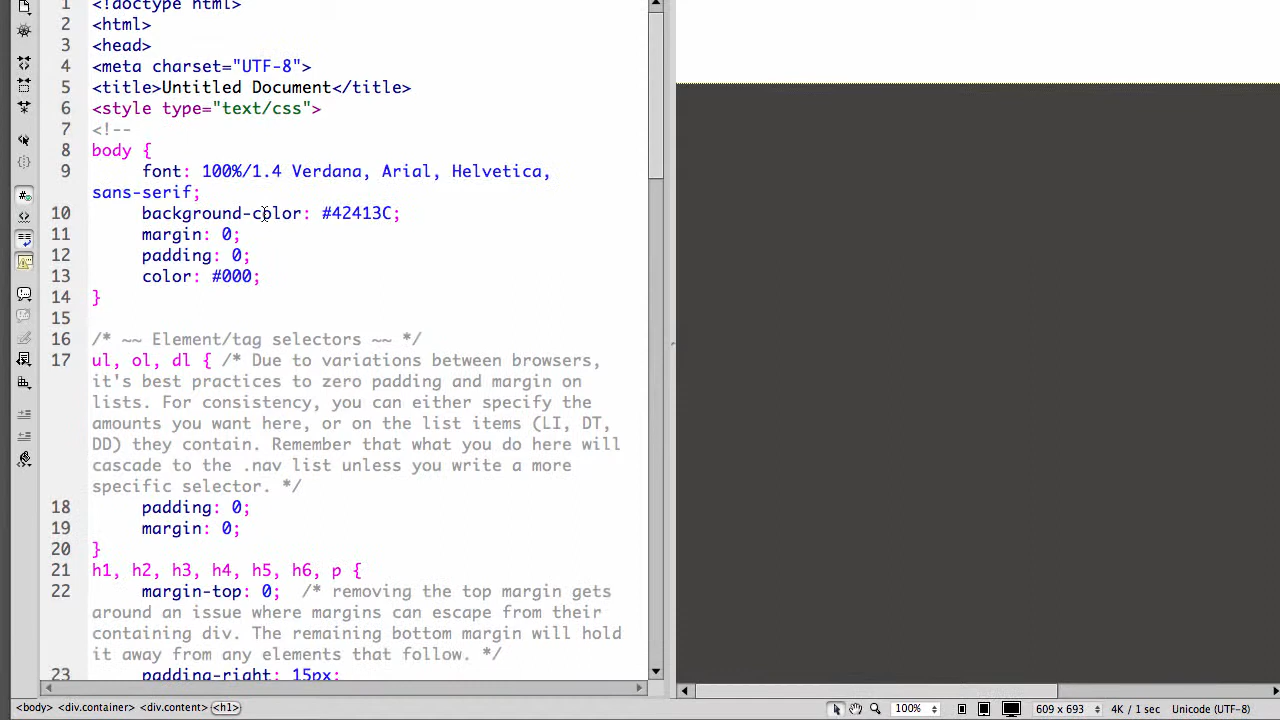 1 <!doctype html>
2 <html>
3 <head>
4 <meta charset="UTF-8">
5 <title>Untitled Document</title>
6 <style type="text/css">
7 <!--
8 body {
9 font: 100%/1.4 Verdana, Arial, Helvetica,
sans-serif;
10 background-color: #42413C;
11 margin: 0;
12 padding: 0;
13 color: #000;
14 }
15
16 /* ~~ Element/tag selectors ~~ */
17 ul, ol, dl { /* Due to variations between browsers,
it's best practices to zero padding and margin on
lists. For consistency, you can either specify the
amounts you want here, or on the list items (LI, DT,
DD) they contain. Remember that what you do here will
cascade to the .nav list unless you write a more
specific selector. */
18 padding: 0;
19 margin: 0;
20 }
21 h1, h2, h3, h4, h5, h6, p {
22 margin-top: 0; /* removing the top margin gets
around an issue where margins can escape from their
containing div. The remaining bottom margin will hold
it away from any elements that follow. */
23 padding-right: 15px;
<body> <div.container> <div.content> <h1> 100% 609 x 693 4K / 1 sec Unicode (UTF-8)